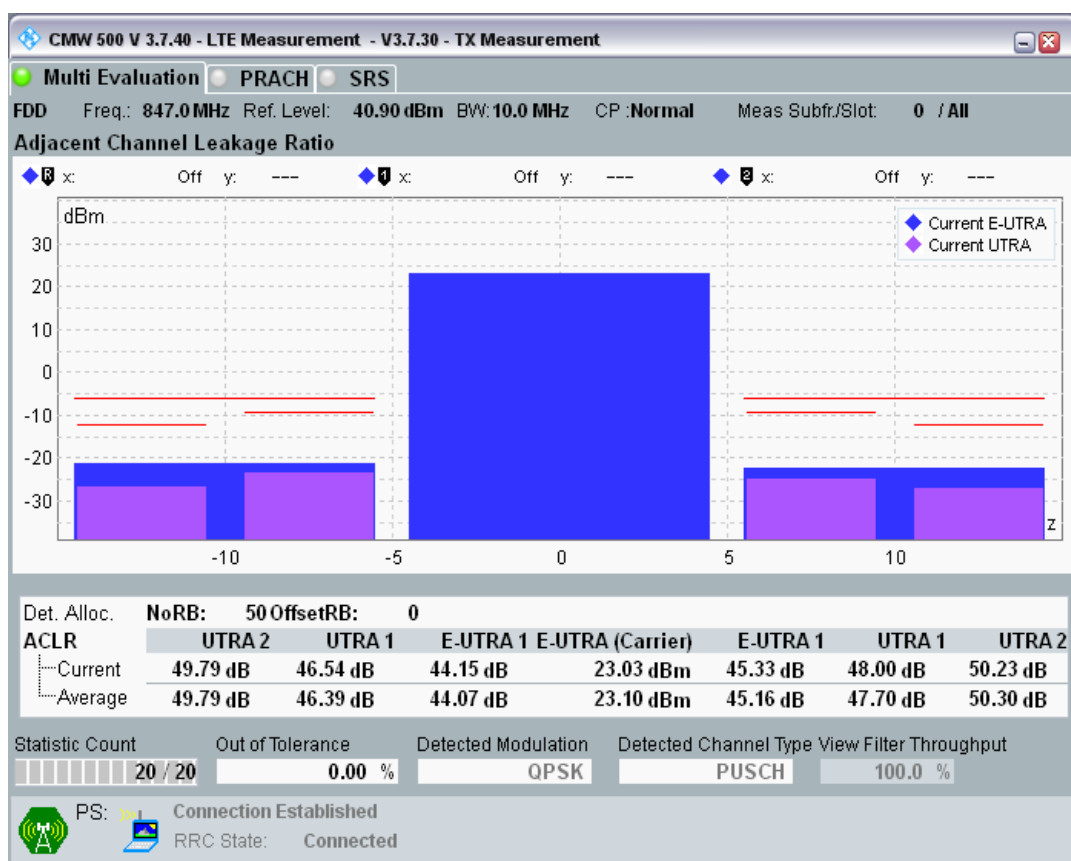 CMW 500 V 3.7.40 - LTE Measurement - V3.7.30 - TX Measurement
Multi Evaluation PRACH SRS
FDD Freq.: 847.0 MHz Ref. Level: 40.90 dBm BW: 10.0 MHz CP :Normal Meas Subfr./Slot: 0 / All
Adjacent Channel Leakage Ratio
R x: Off y: --- 1 x: Off y: --- 2 x: Off y: ---
dBm
Current E-UTRA
Current UTRA
30
20
10
0
-10
-20
-30
z
-10 -5 0 5 10
Det. Alloc. NoRB: 50 OffsetRB: 0
ACLR UTRA 2 UTRA 1 E-UTRA 1 E-UTRA (Carrier) E-UTRA 1 UTRA 1 UTRA 2
Current 49.79 dB 46.54 dB 44.15 dB 23.03 dBm 45.33 dB 48.00 dB 50.23 dB
Average 49.79 dB 46.39 dB 44.07 dB 23.10 dBm 45.16 dB 47.70 dB 50.30 dB
Statistic Count Out of Tolerance Detected Modulation Detected Channel Type View Filter Throughput
20 / 20 0.00 % QPSK PUSCH 100.0 %
PS: Connection Established
RRC State: Connected